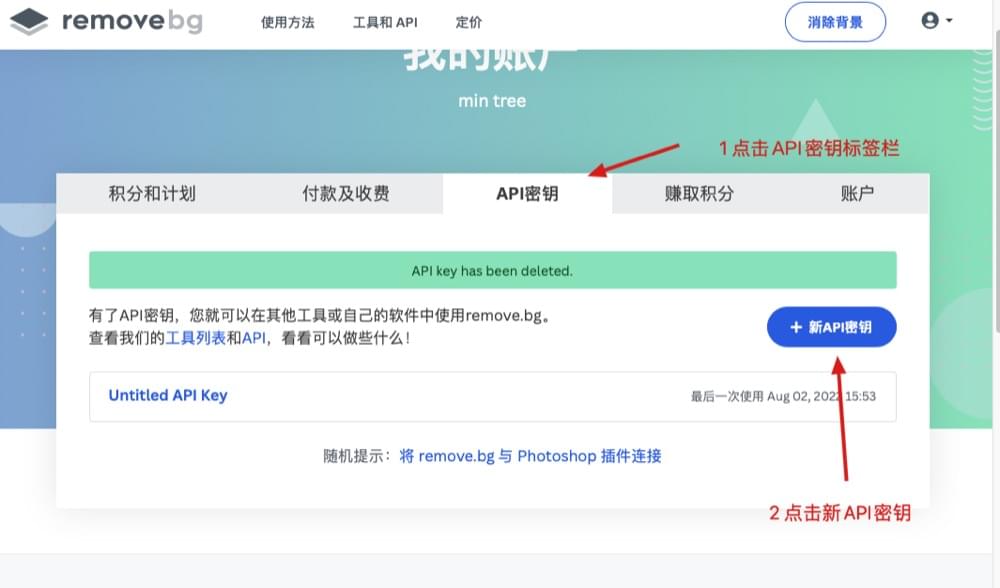 removebg 使用方法 工具和 API 定价 消除背景
我的账户
min tree
1 点击 API 密钥标签栏
积分和计划 付款及收费 API密钥 赚取积分 账户
API key has been deleted.
有了API密钥，您就可以在其他工具或自己的软件中使用remove.bg。
查看我们的工具列表和API，看看可以做些什么！
+ 新API密钥
Untitled API Key 最后一次使用 Aug 02, 2022 15:53
随机提示：将 remove.bg 与 Photoshop 插件连接
2 点击新 API 密钥